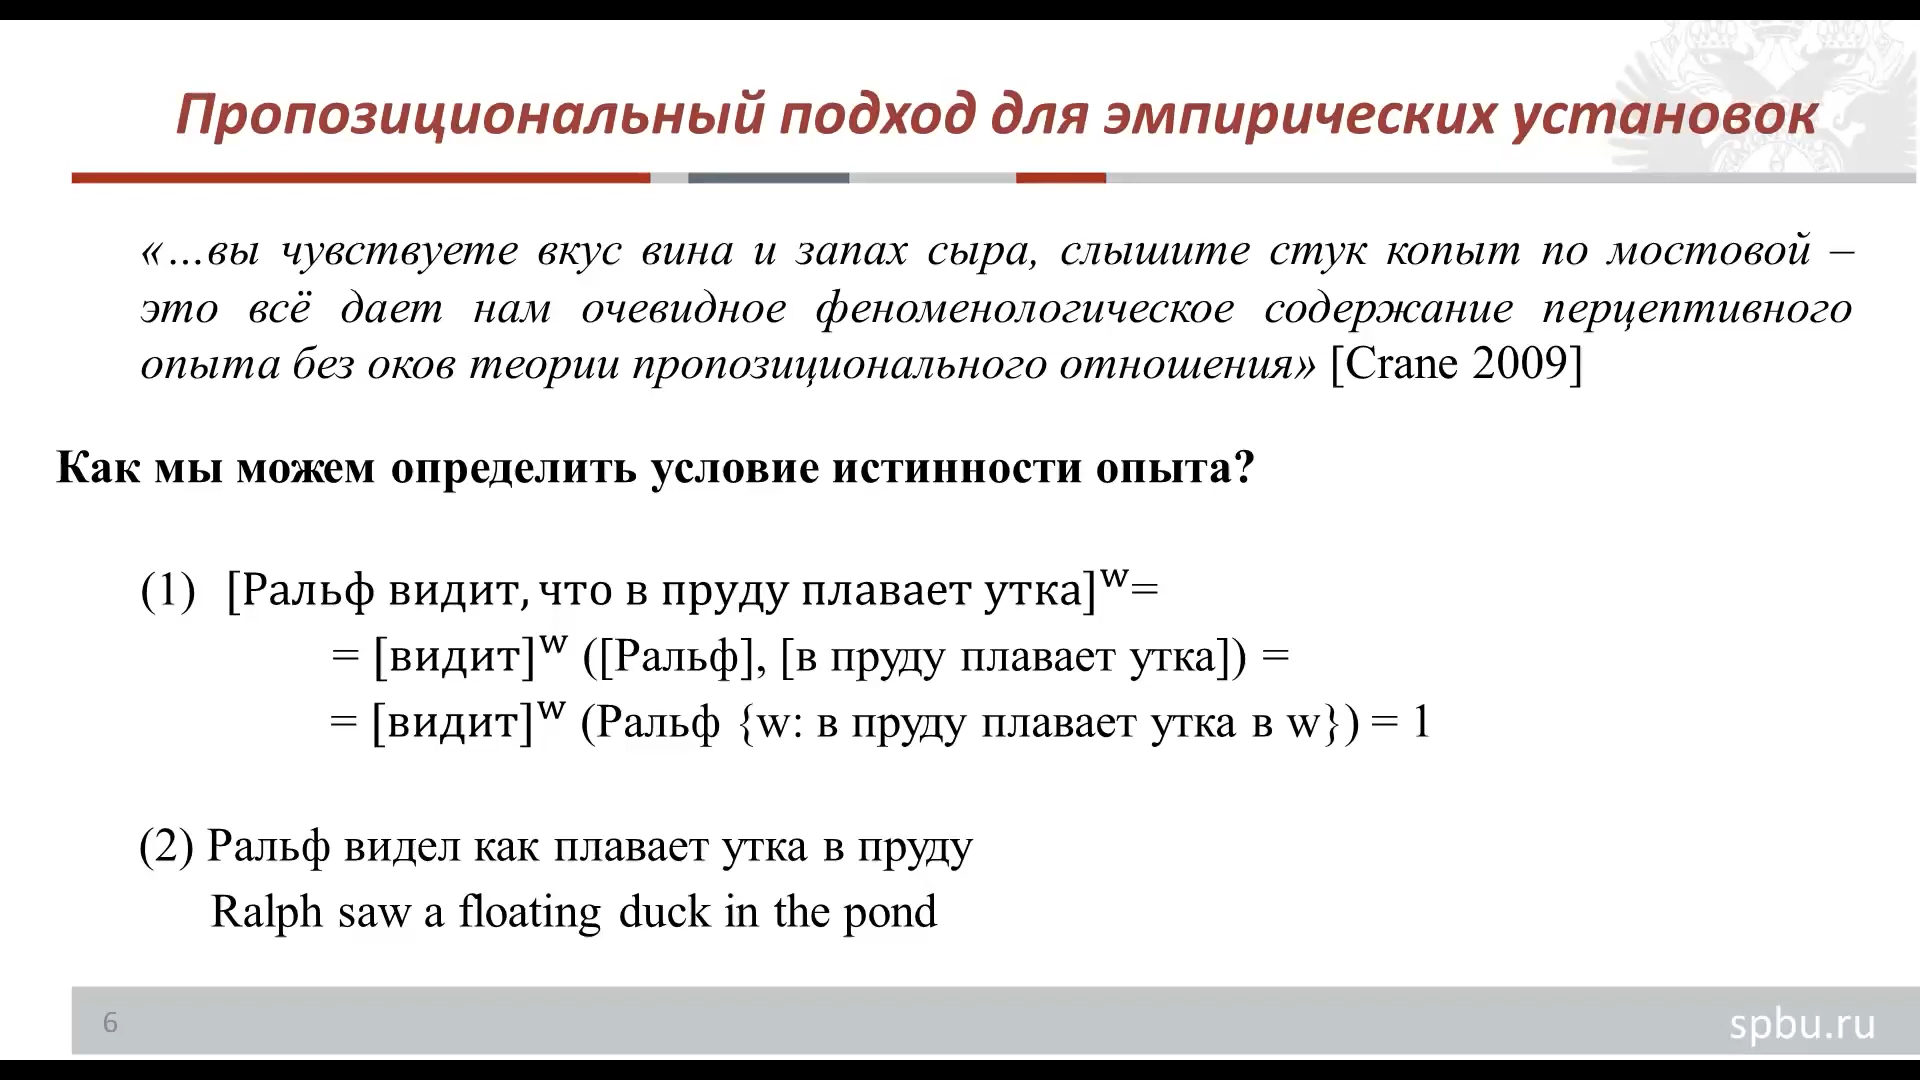 Пропозициональный подход для эмпирических установок
«…вы чувствуете вкус вина и запах сыра, слышите стук копыт по мостовой –
это всё дает нам очевидное феноменологическое содержание перцептивного
опыта без оков теории пропозиционального отношения» [Crane 2009]
Как мы можем определить условие истинности опыта?
(1) [Ральф видит, что в пруду плавает утка]ʷ=
= [видит]ʷ ([Ральф], [в пруду плавает утка]) =
= [видит]ʷ (Ральф {w: в пруду плавает утка в w}) = 1
(2) Ральф видел как плавает утка в пруду
Ralph saw a floating duck in the pond
6
spbu.ru